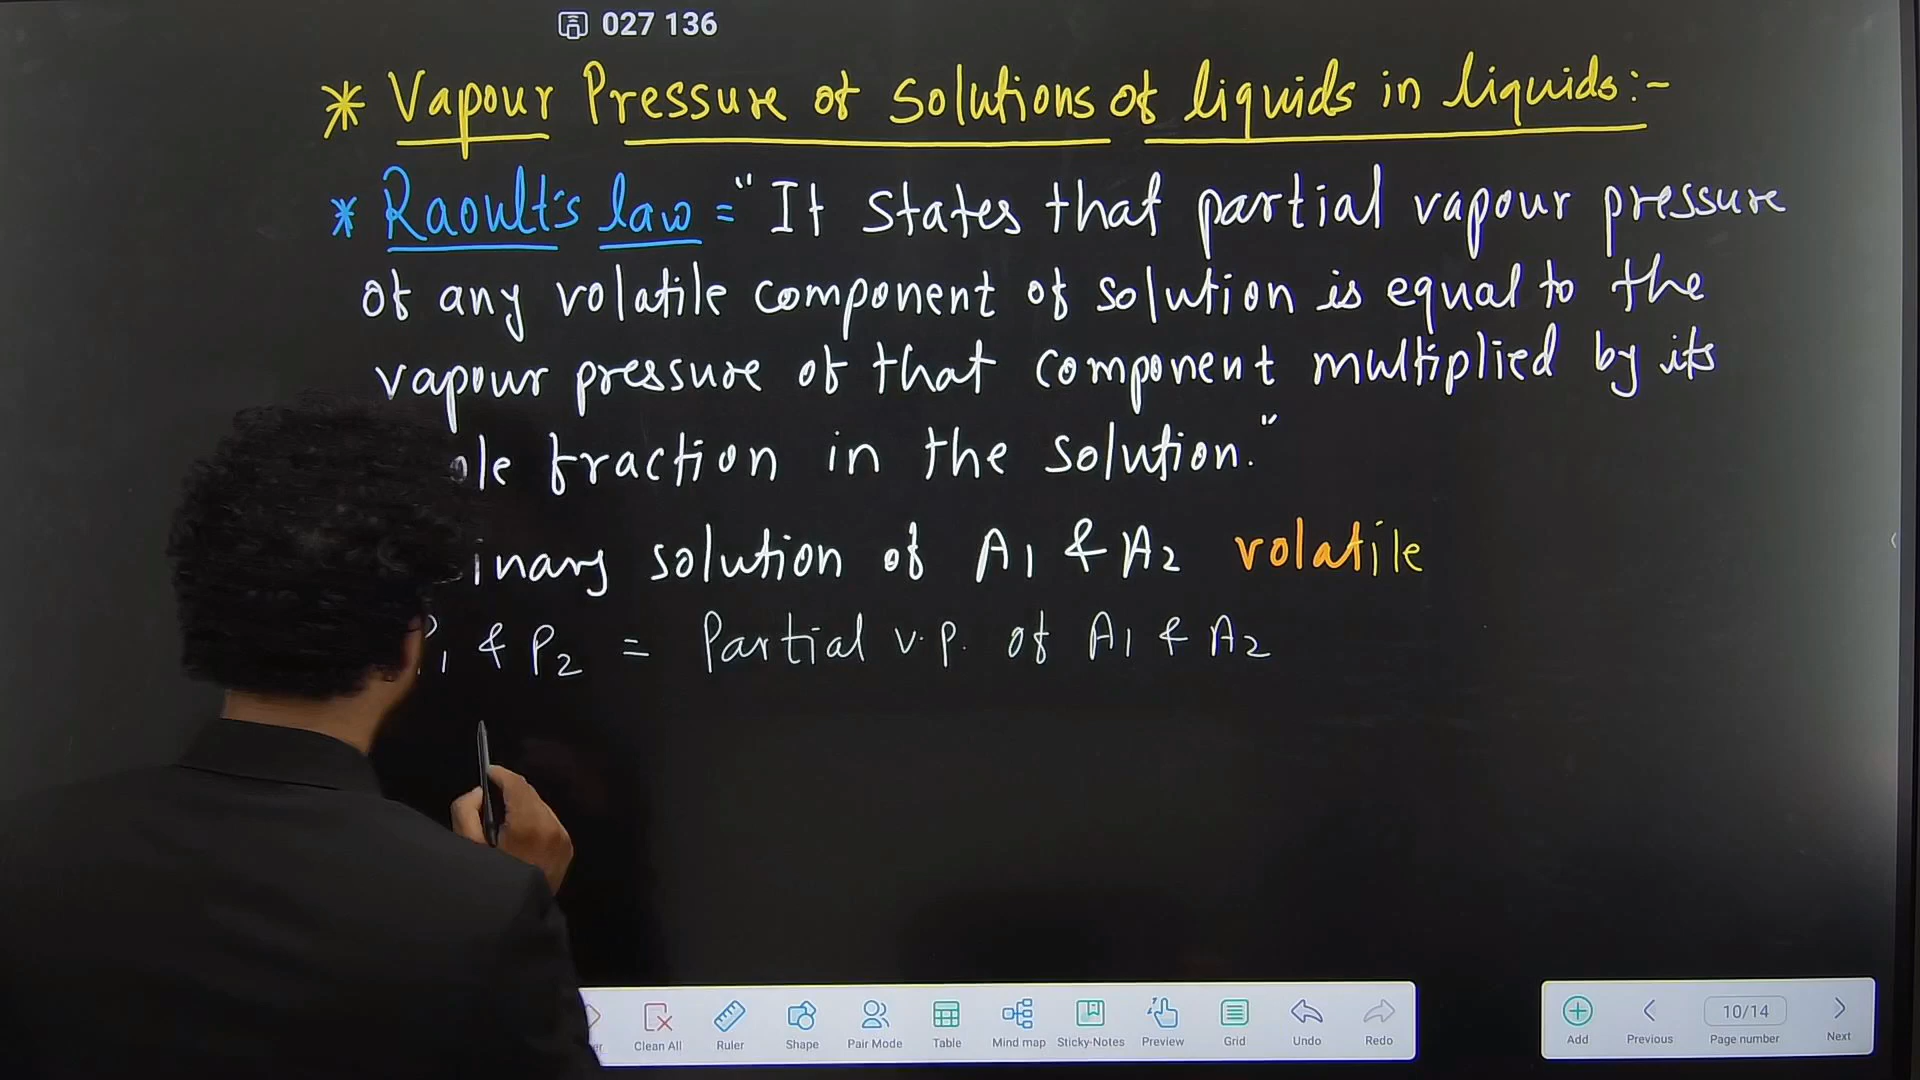 027 136
* Vapour Pressure of Solutions of liquids in liquids:-
* Raoult's law = "It states that partial vapour pressure
of any volatile component of solution is equal to the
vapour pressure of that component multiplied by its
fraction in the solution."
solution of A1 & A2 volatile
P1 & P2 = Partial v.p. of A1 & A2
Clean All Ruler Shape Pair Mode Table Mind map Sticky-Notes Preview Grid Undo Redo
Add Previous 10/14 Page number Next